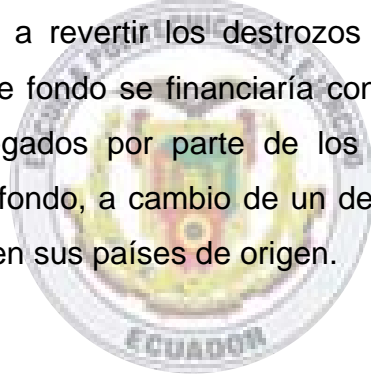 a revertir los destrozos
e fondo se financiaría con
gados por parte de los
fondo, a cambio de un de
en sus países de origen.
ECUADOR